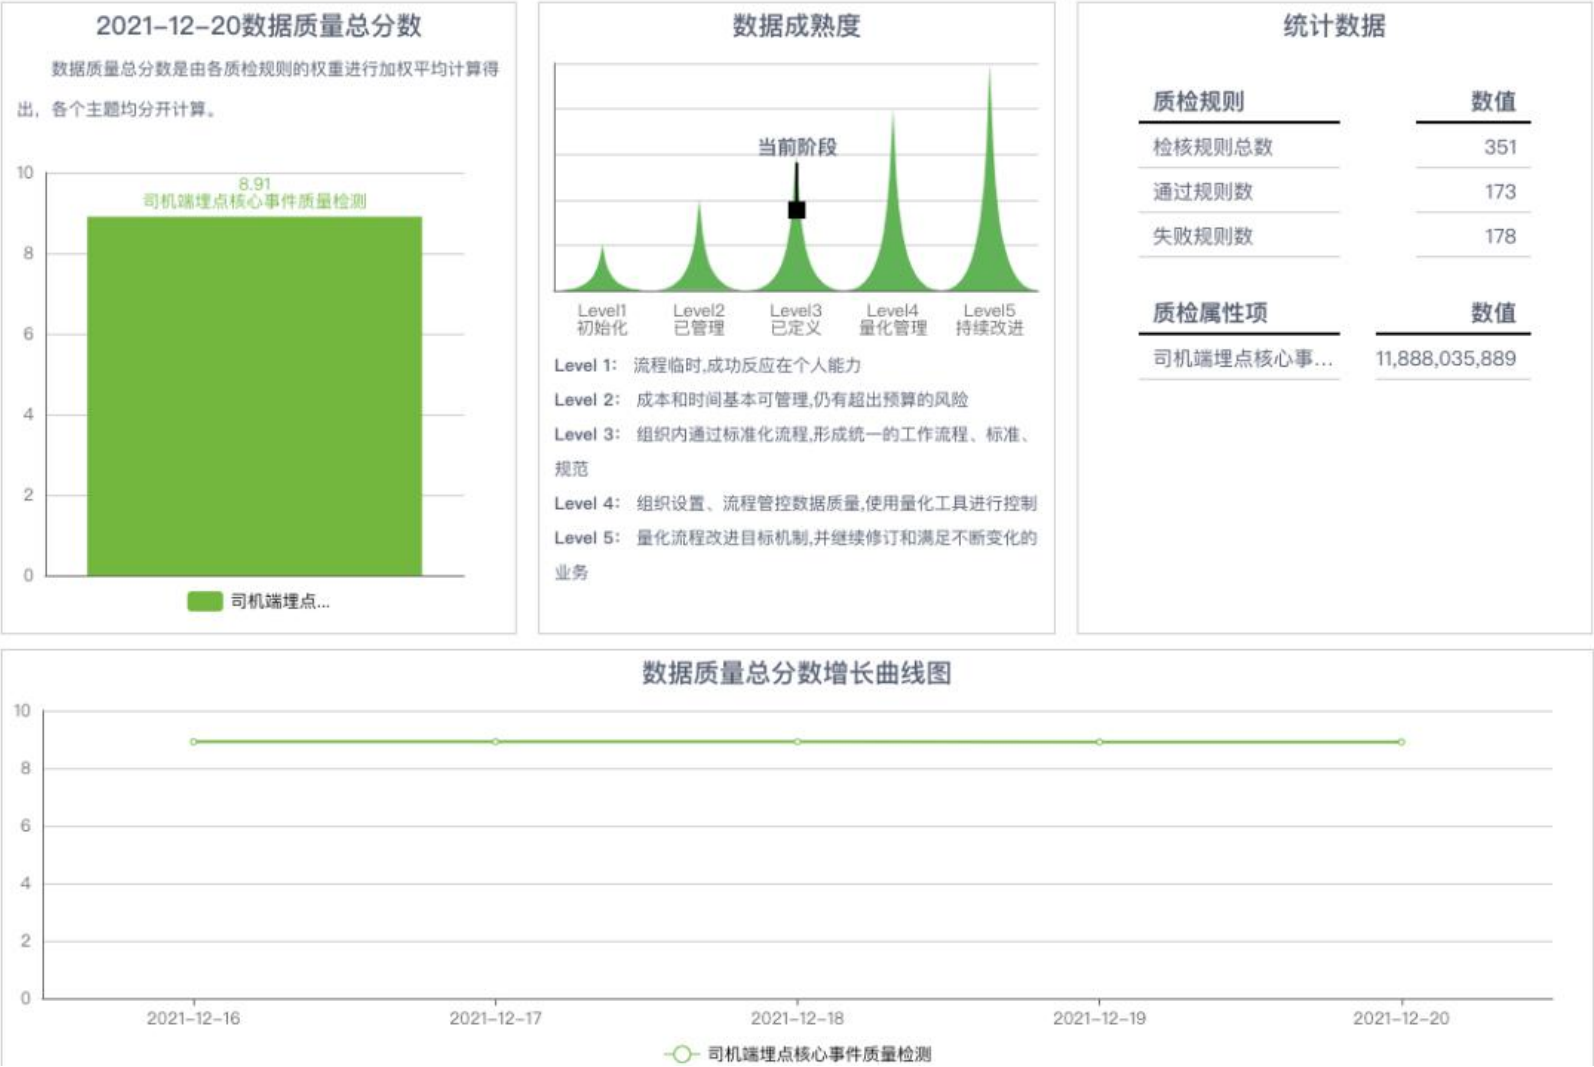 2021-12-20数据质量总分数
数据质量总分数是由各质检规则的权重进行加权平均计算得
出，各个主题均分开计算。
10
8.91
司机端埋点核心事件质量检测
8
6
4
2
0
司机端埋点...
数据成熟度
当前阶段
Level1 Level2 Level3 Level4 Level5
初始化 已管理 已定义 量化管理 持续改进
Level 1: 流程临时,成功反应在个人能力
Level 2: 成本和时间基本可管理,仍有超出预算的风险
Level 3: 组织内通过标准化流程,形成统一的工作流程、标准、
规范
Level 4: 组织设置、流程管控数据质量,使用量化工具进行控制
Level 5: 量化流程改进目标机制,并继续修订和满足不断变化的
业务
统计数据
质检规则 数值
检核规则总数 351
通过规则数 173
失败规则数 178
质检属性项 数值
司机端埋点核心事... 11,888,035,889
数据质量总分数增长曲线图
10
8
6
4
2
0
2021-12-16 2021-12-17 2021-12-18 2021-12-19 2021-12-20
司机端埋点核心事件质量检测